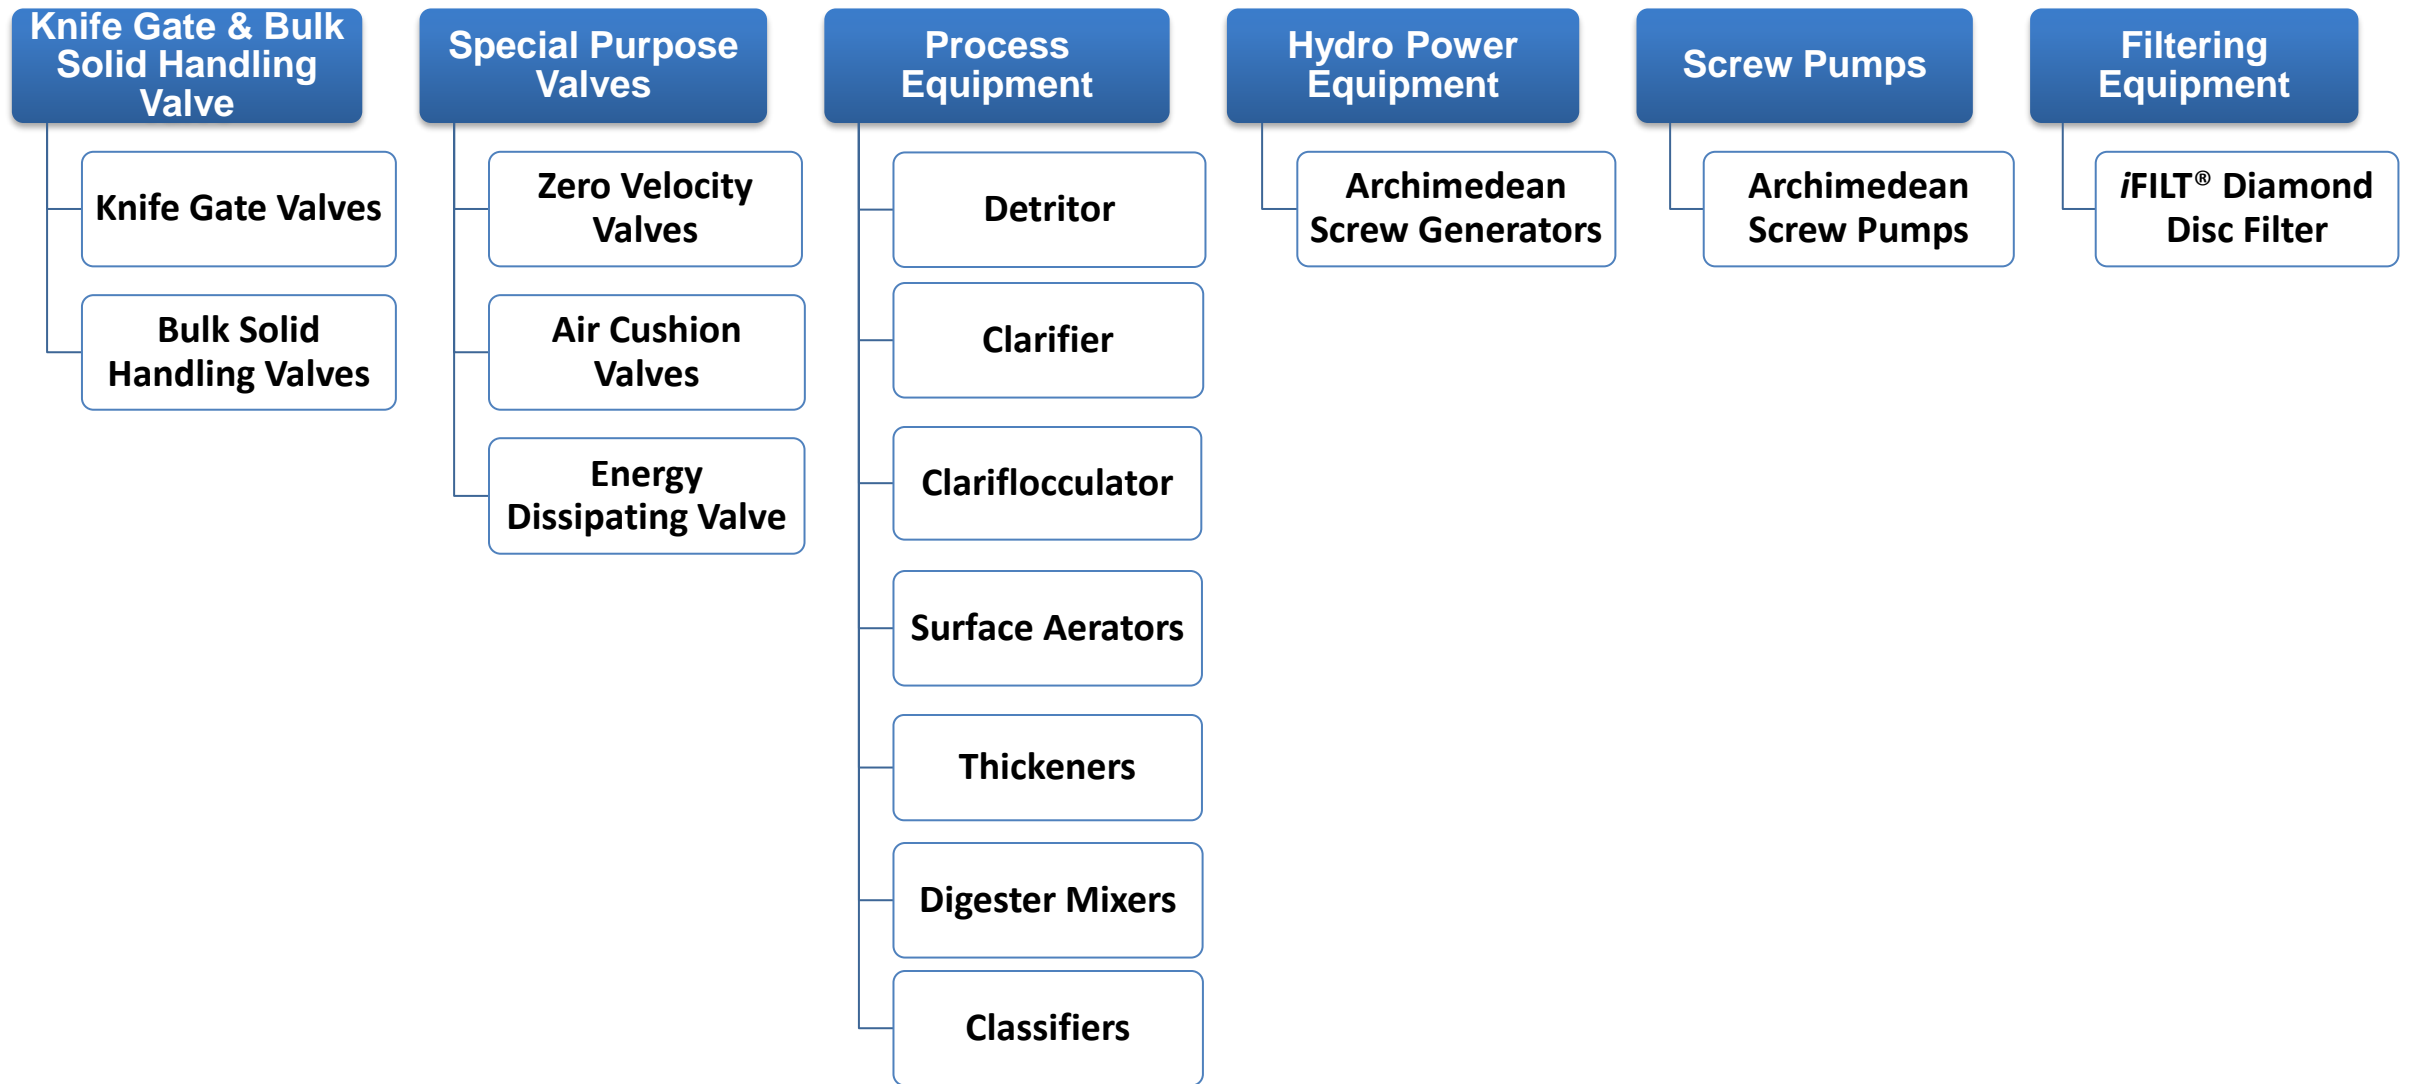 Knife Gate & Bulk
Solid Handling
Valve
Knife Gate Valves
Bulk Solid
Handling Valves
Special Purpose
Valves
Zero Velocity
Valves
Air Cushion
Valves
Energy
Dissipating Valve
Process
Equipment
Detritor
Clarifier
Clariflocculator
Surface Aerators
Thickeners
Digester Mixers
Classifiers
Hydro Power
Equipment
Archimedean
Screw Generators
Screw Pumps
Archimedean
Screw Pumps
Filtering
Equipment
iFILT® Diamond
Disc Filter